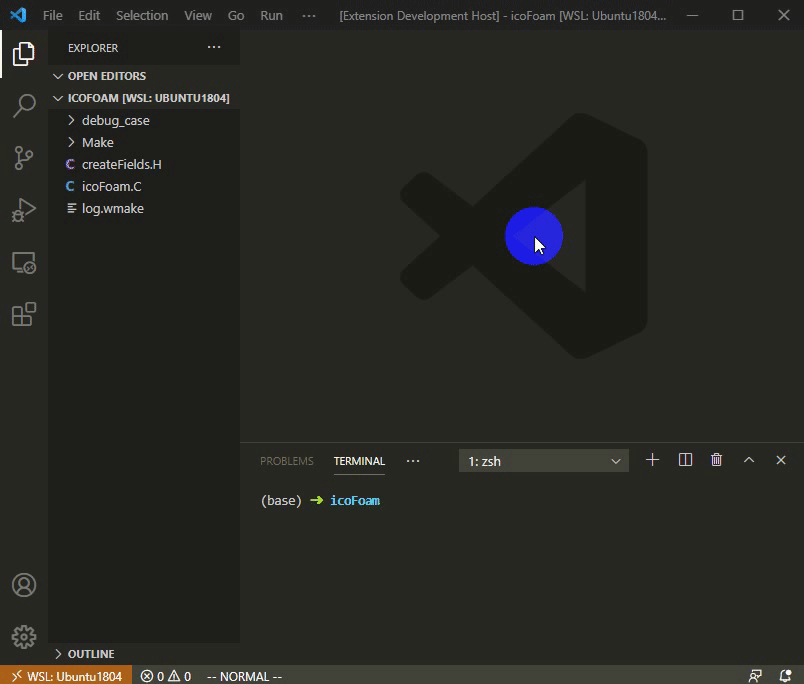 File Edit Selection View Go Run ··· [Extension Development Host] - icoFoam [WSL: Ubuntu1804...
EXPLORER ···
OPEN EDITORS
ICOFOAM [WSL: UBUNTU1804]
debug_case
Make
C createFields.H
C icoFoam.C
log.wmake
PROBLEMS TERMINAL ··· 1: zsh
(base) ➜ icoFoam
OUTLINE
WSL: Ubuntu1804 0 0 -- NORMAL --